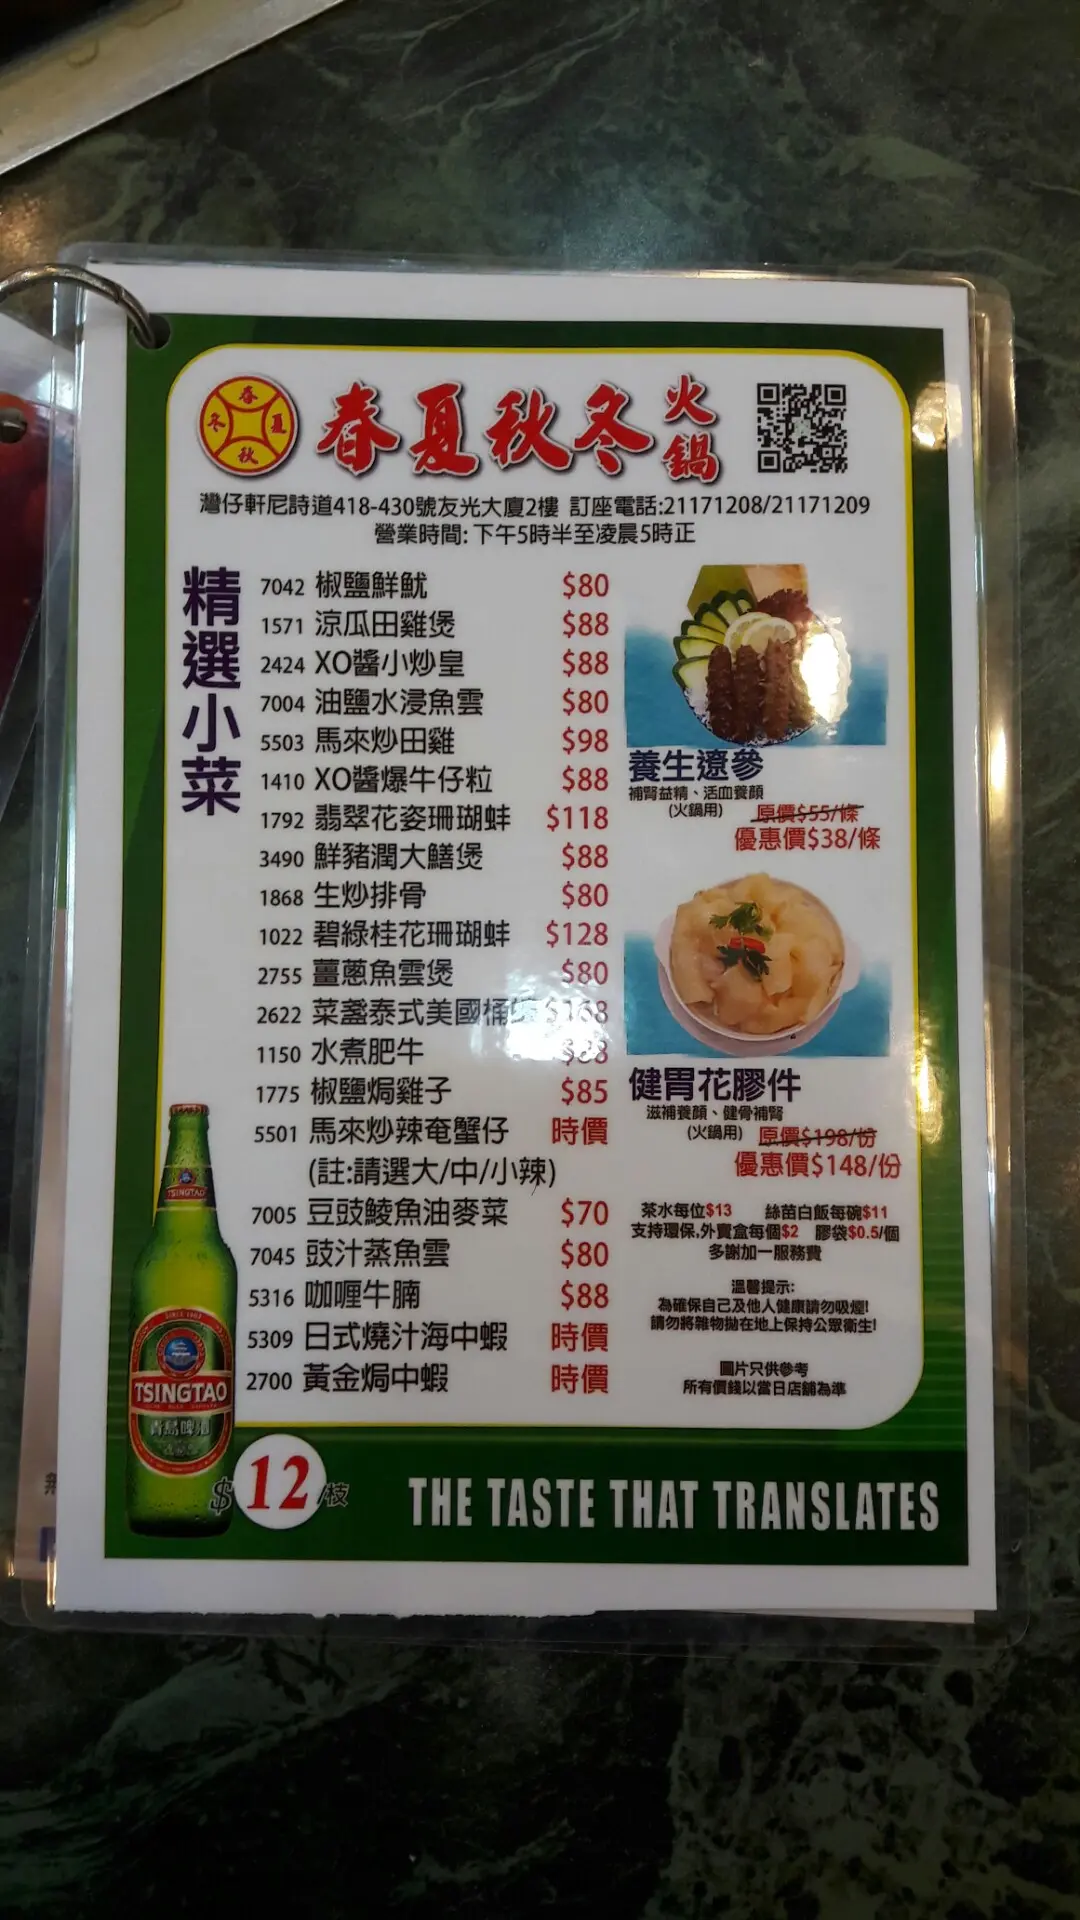 春夏秋冬火鍋
春夏秋冬
灣仔軒尼詩道418-430號友光大廈2樓 訂座電話:21171208/21171209
營業時間: 下午5時半至凌晨5時正
精選小菜
7042 椒鹽鮮魷 $80
1571 涼瓜田雞煲 $88
2424 XO醬小炒皇 $88
7004 油鹽水浸魚雲 $80
5503 馬來炒田雞 $98
1410 XO醬爆牛仔粒 $88
1792 翡翠花姿珊瑚蚌 $118
3490 鮮豬潤大鱔煲 $88
1868 生炒排骨 $80
1022 碧綠桂花珊瑚蚌 $128
2755 薑蔥魚雲煲 $80
2622 菜盞泰式美國桶
1150 水煮肥牛
1775 椒鹽焗雞子 $85
5501 馬來炒辣奄蟹仔 時價
(註:請選大/中/小辣)
7005 豆豉鯪魚油麥菜 $70
7045 豉汁蒸魚雲 $80
5316 咖喱牛腩 $88
5309 日式燒汁海中蝦 時價
2700 黃金焗中蝦 時價
養生遼參
補腎益精、活血養顏
(火鍋用) 原價$55/條
優惠價$38/條
健胃花膠件
滋補養顏、健骨補腎
(火鍋用) 原價$198/份
優惠價$148/份
茶水每位$13 絲苗白飯每碗$11
支持環保,外賣盒每個$2 膠袋$0.5/個
多謝加一服務費
溫馨提示:
為確保自己及他人健康請勿吸煙!
請勿將雜物拋在地上保持公眾衛生!
圖片只供參考
所有價錢以當日店舖為準
TSINGTAO
TSINGTAO
青島啤酒
$12/枝
THE TASTE THAT TRANSLATES